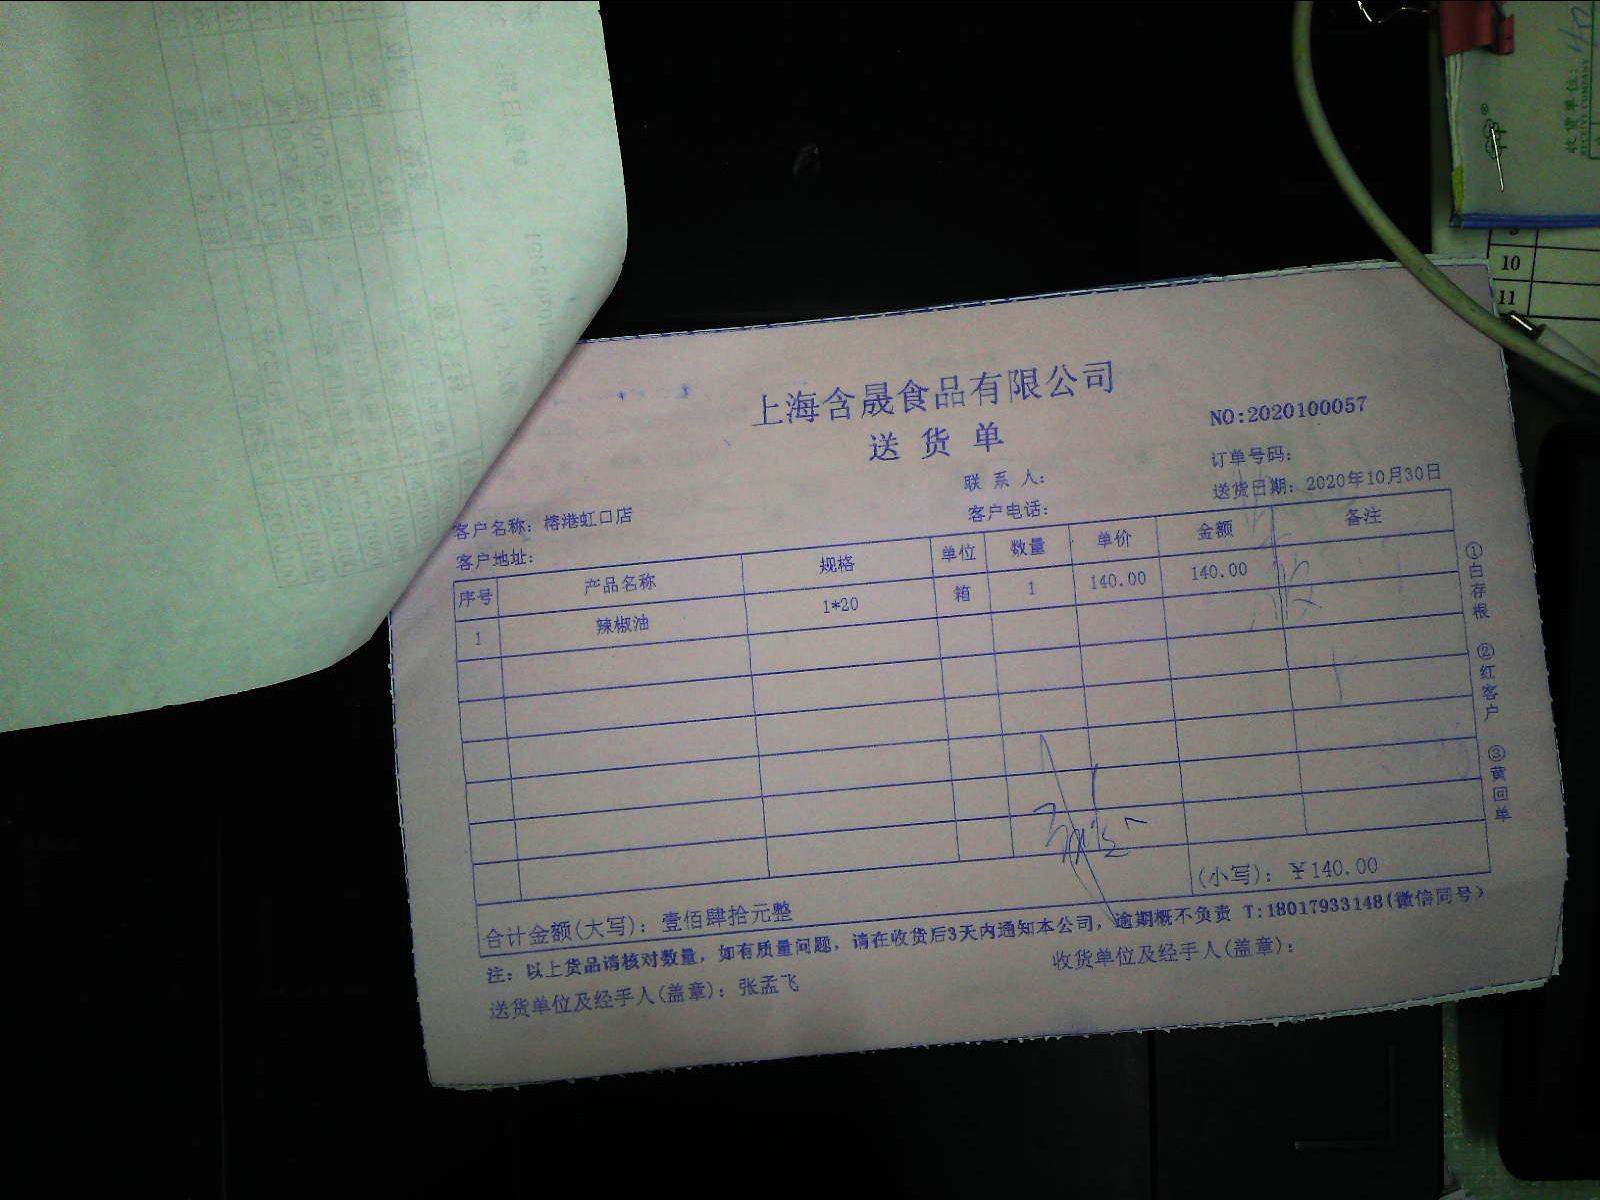 上海含晟食品有限公司
送货单
NO:2020100057
联系人:
订单号码:
客户名称: 榕港虹口店
客户电话:
送货日期: 2020年10月30日
客户地址:
序号 产品名称 规格 单位 数量 单价 金额 备注
1 辣椒油 1*20 箱 1 140.00 140.00
合计金额(大写): 壹佰肆拾元整 (小写): ¥140.00
注: 以上货品请核对数量, 如有质量问题, 请在收货后3天内通知本公司, 逾期概不负责 T:18017933148(微信同号)
送货单位及经手人(盖章): 张孟飞 收货单位及经手人(盖章):
①白存根 ②红客户 ③黄回单
收货单位:
10
11